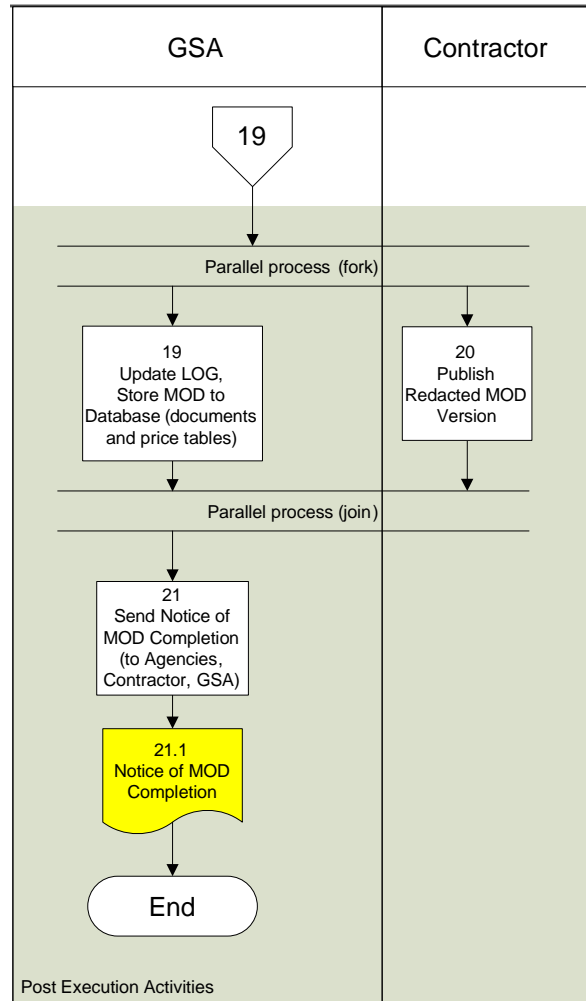 GSA
Contractor
19
Parallel process (fork)
19
Update LOG,
Store MOD to
Database (documents
and price tables)
20
Publish
Redacted MOD
Version
Parallel process (join)
21
Send Notice of
MOD Completion
(to Agencies,
Contractor, GSA)
21.1
Notice of MOD
Completion
End
Post Execution Activities